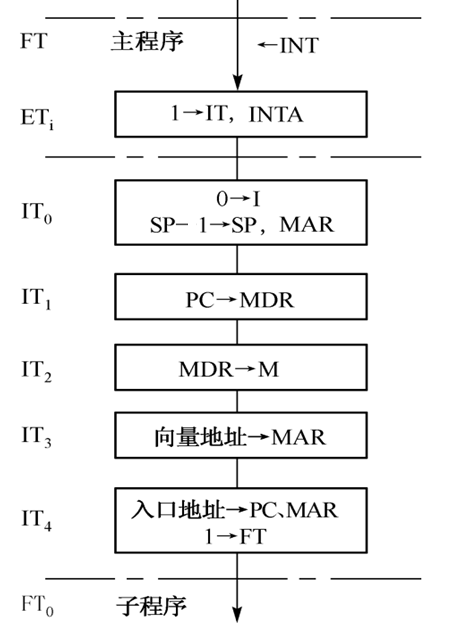 FT 主程序 ←INT
ETi 1→IT, INTA
IT0 0→I
SP- 1→SP, MAR
IT1 PC→MDR
IT2 MDR→M
IT3 向量地址→MAR
IT4 入口地址→PC、MAR
1→FT
FT0 子程序